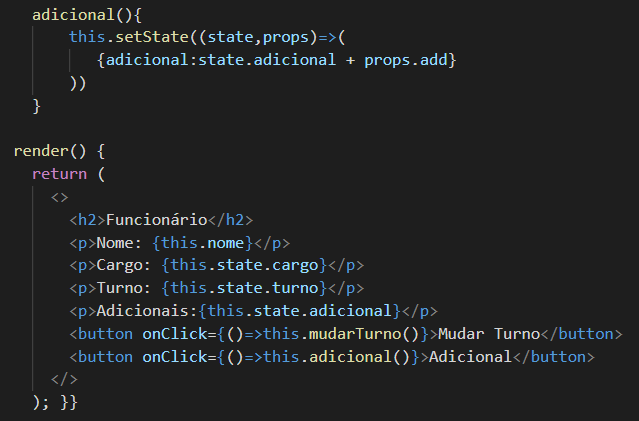 adicional(){
this.setState((state,props)=>(
{adicional:state.adicional + props.add}
))
}
render() {
return (
<>
<h2>Funcionário</h2>
<p>Nome: {this.nome}</p>
<p>Cargo: {this.state.cargo}</p>
<p>Turno: {this.state.turno}</p>
<p>Adicionais:{this.state.adicional}</p>
<button onClick={()=>this.mudarTurno()}>Mudar Turno</button>
<button onClick={()=>this.adicional()}>Adicional</button>
</>
); }}